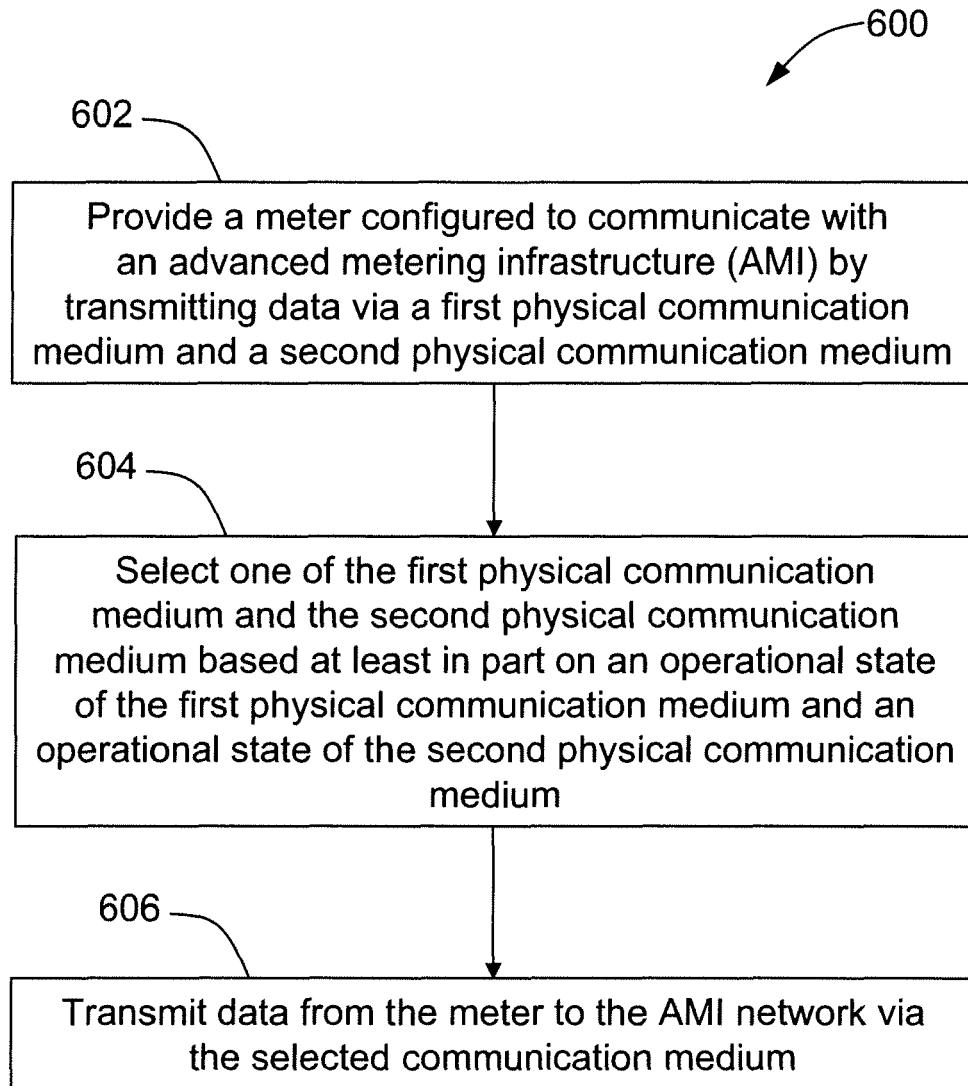 600
602
Provide a meter configured to communicate with
an advanced metering infrastructure (AMI) by
transmitting data via a first physical communication
medium and a second physical communication medium
604
Select one of the first physical communication
medium and the second physical communication
medium based at least in part on an operational state
of the first physical communication medium and an
operational state of the second physical communication
medium
606
Transmit data from the meter to the AMI network via
the selected communication medium